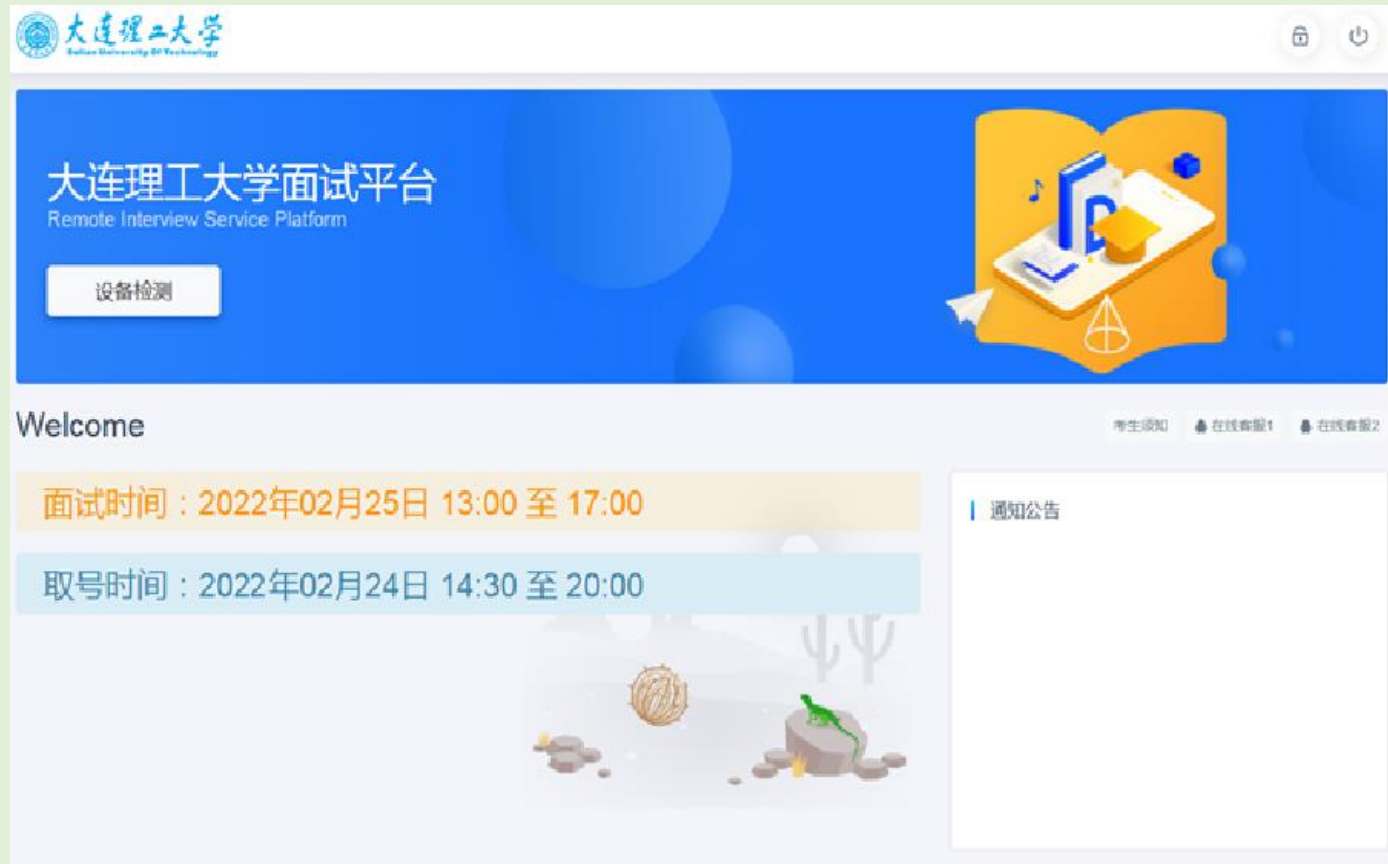 大连理工大学
Dalian University Of Technology
大连理工大学面试平台
Remote Interview Service Platform
设备检测
Welcome
考生须知 在线客服1 在线客服2
面试时间：2022年02月25日 13:00 至 17:00
通知公告
取号时间：2022年02月24日 14:30 至 20:00